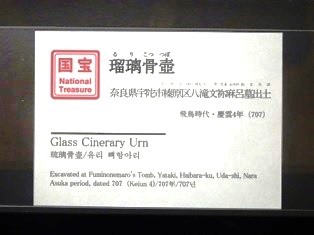 国宝
National
Treasure
るり こつつぼ
瑠璃骨壺
奈良県宇陀市榛原区八滝文祢麻呂墓出土
飛鳥時代・慶雲4年 (707)
Glass Cinerary Urn
琉璃骨壺/유리 뼈항아리
Excavated at Fuminonemaro's Tomb, Yataki, Haibara-ku, Uda-shi, Nara
Asuka period, dated 707 (Keiun 4)/707年/707년